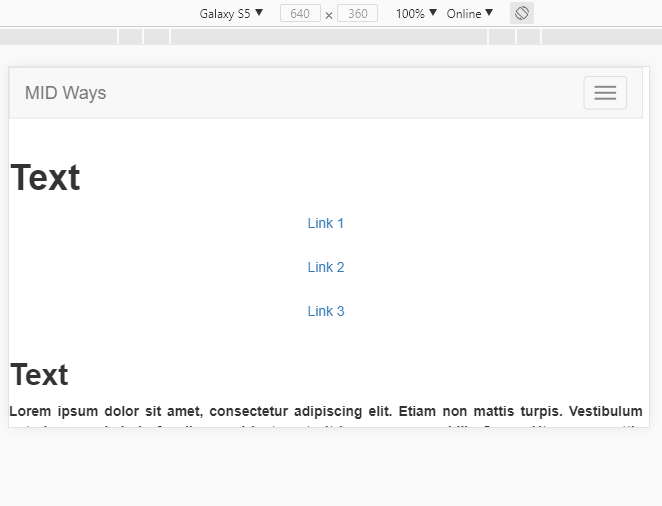 Galaxy S5 ▼ 640 × 360 100% ▼ Online ▼
MID Ways
Text
Link 1
Link 2
Link 3
Text
Lorem ipsum dolor sit amet, consectetur adipiscing elit. Etiam non mattis turpis. Vestibulum